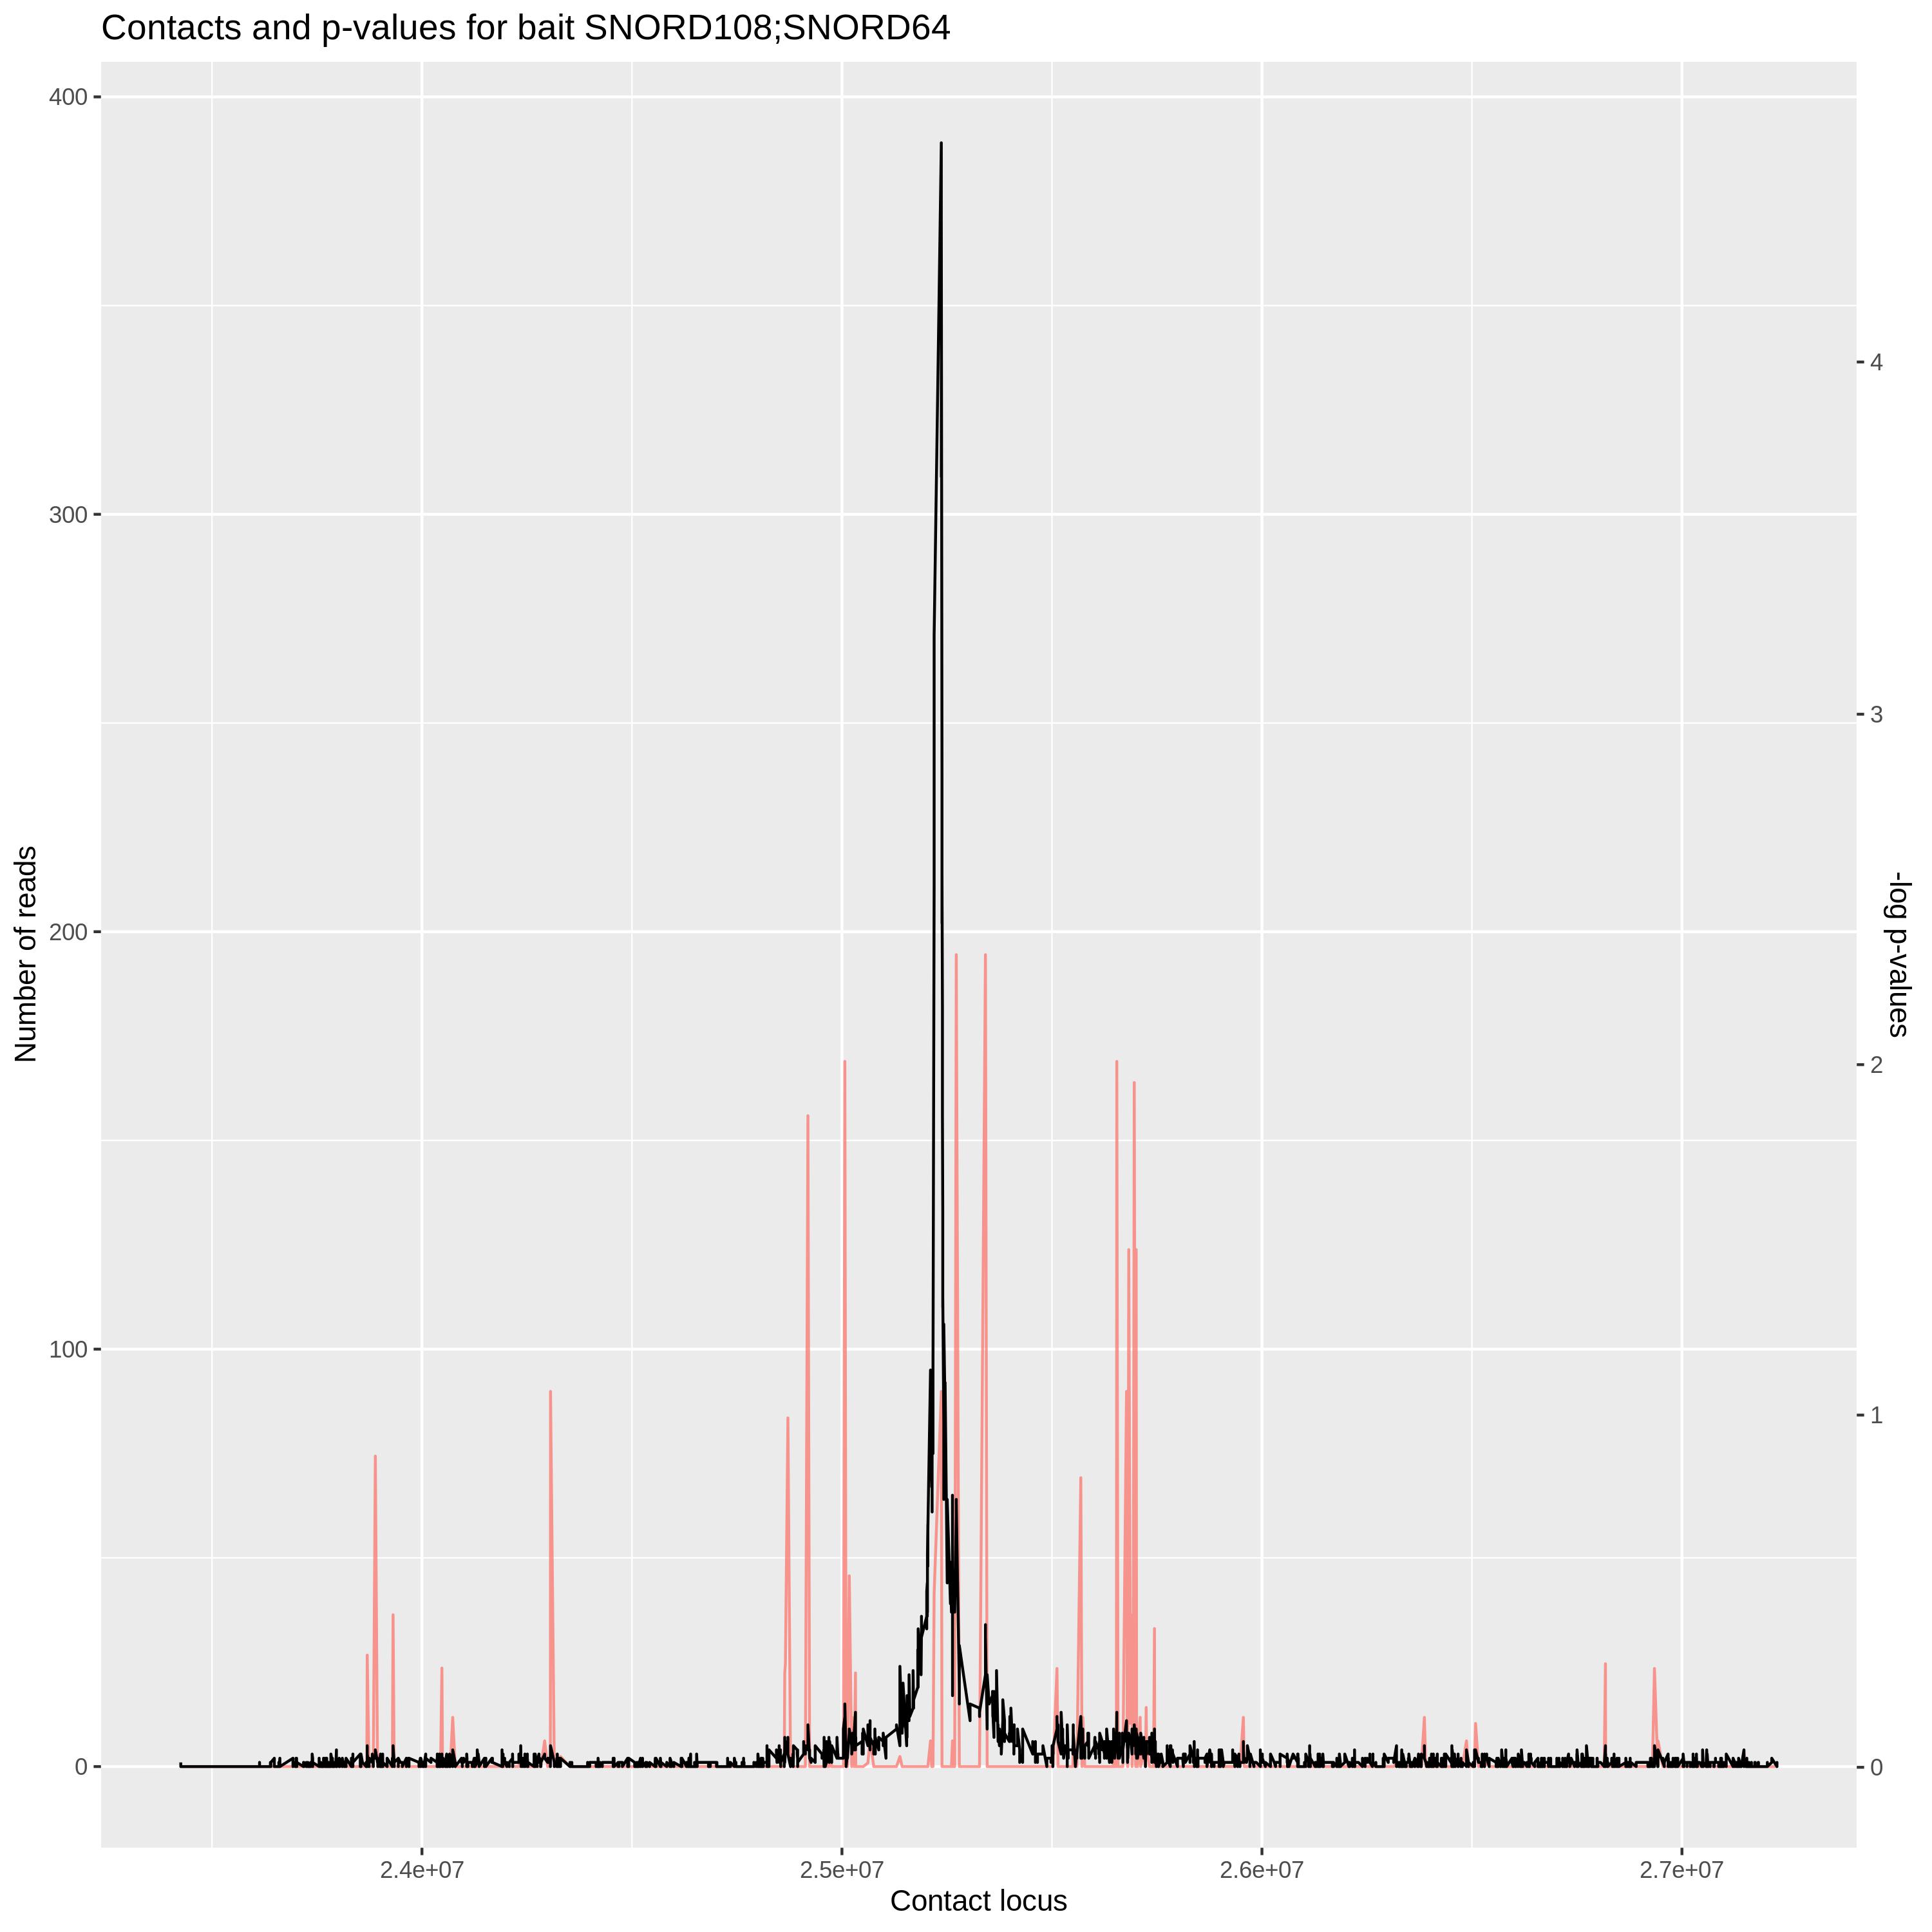 Contacts and p-values for bait SNORD108;SNORD64
400
300
200
100
0
Number of reads
4
3
2
1
0
-log p-values
2.4e+07
2.5e+07
2.6e+07
2.7e+07
Contact locus